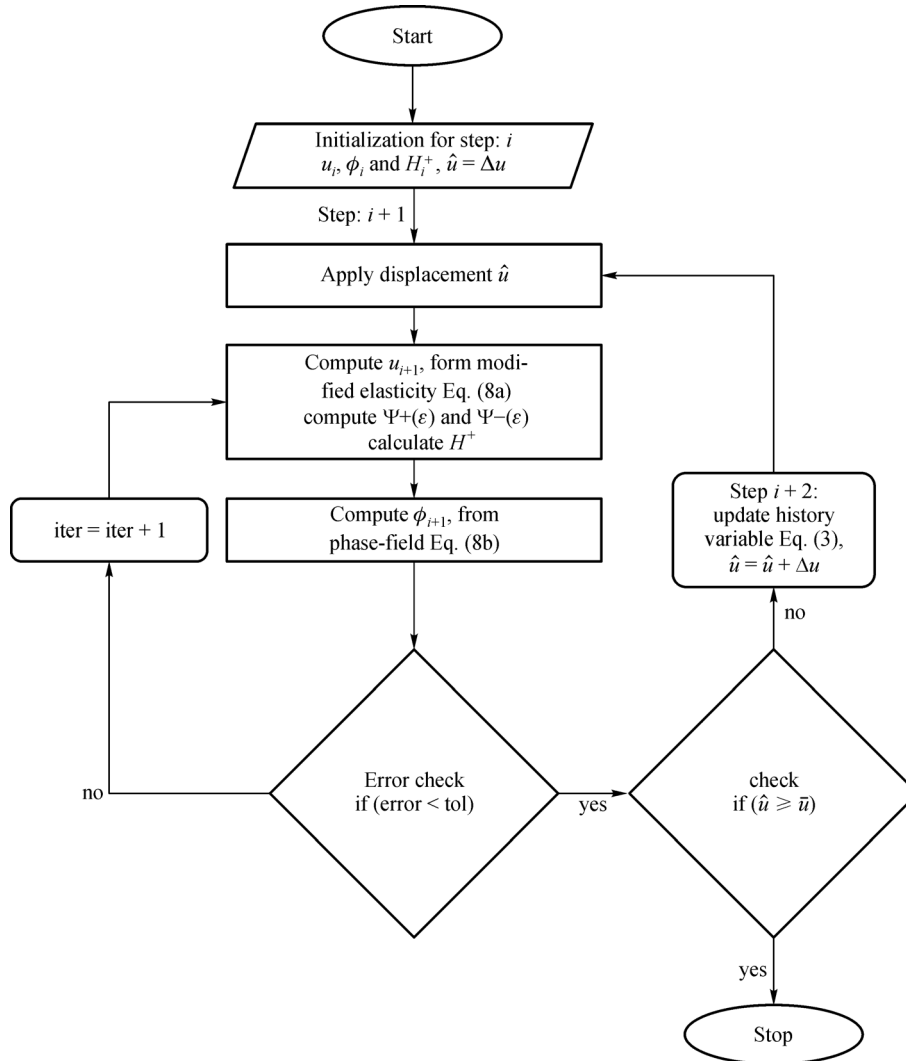 Start
Initialization for step: i
u_i, ϕ_i and H_i^+, û = Δu
Step: i + 1
Apply displacement û
Compute u_{i+1}, form modi-
fied elasticity Eq. (8a)
compute Ψ+(ε) and Ψ−(ε)
calculate H^+
iter = iter + 1
Compute ϕ_{i+1}, from
phase-field Eq. (8b)
Step i + 2:
update history
variable Eq. (3),
û = û + Δu
no
Error check
if (error < tol)
no
yes
check
if (û ⩾ ū)
yes
Stop